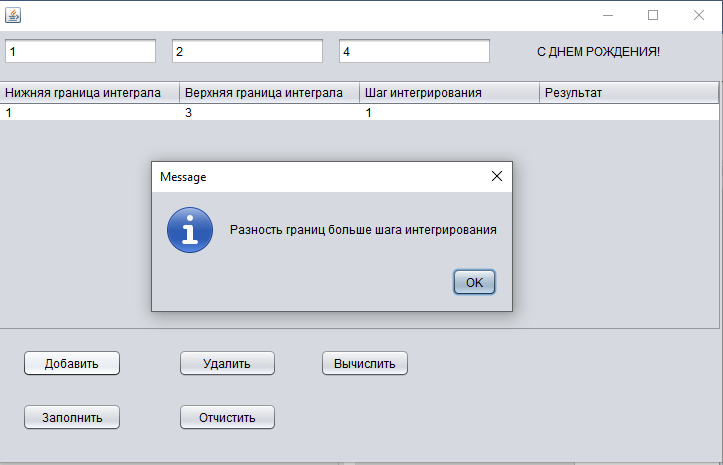 1 2 4 С ДНЕМ РОЖДЕНИЯ!
Нижняя граница интеграла Верхняя граница интеграла Шаг интегрирования Результат
1 3 1
Message
Разность границ больше шага интегрирования
OK
Добавить Удалить Вычислить
Заполнить Отчистить